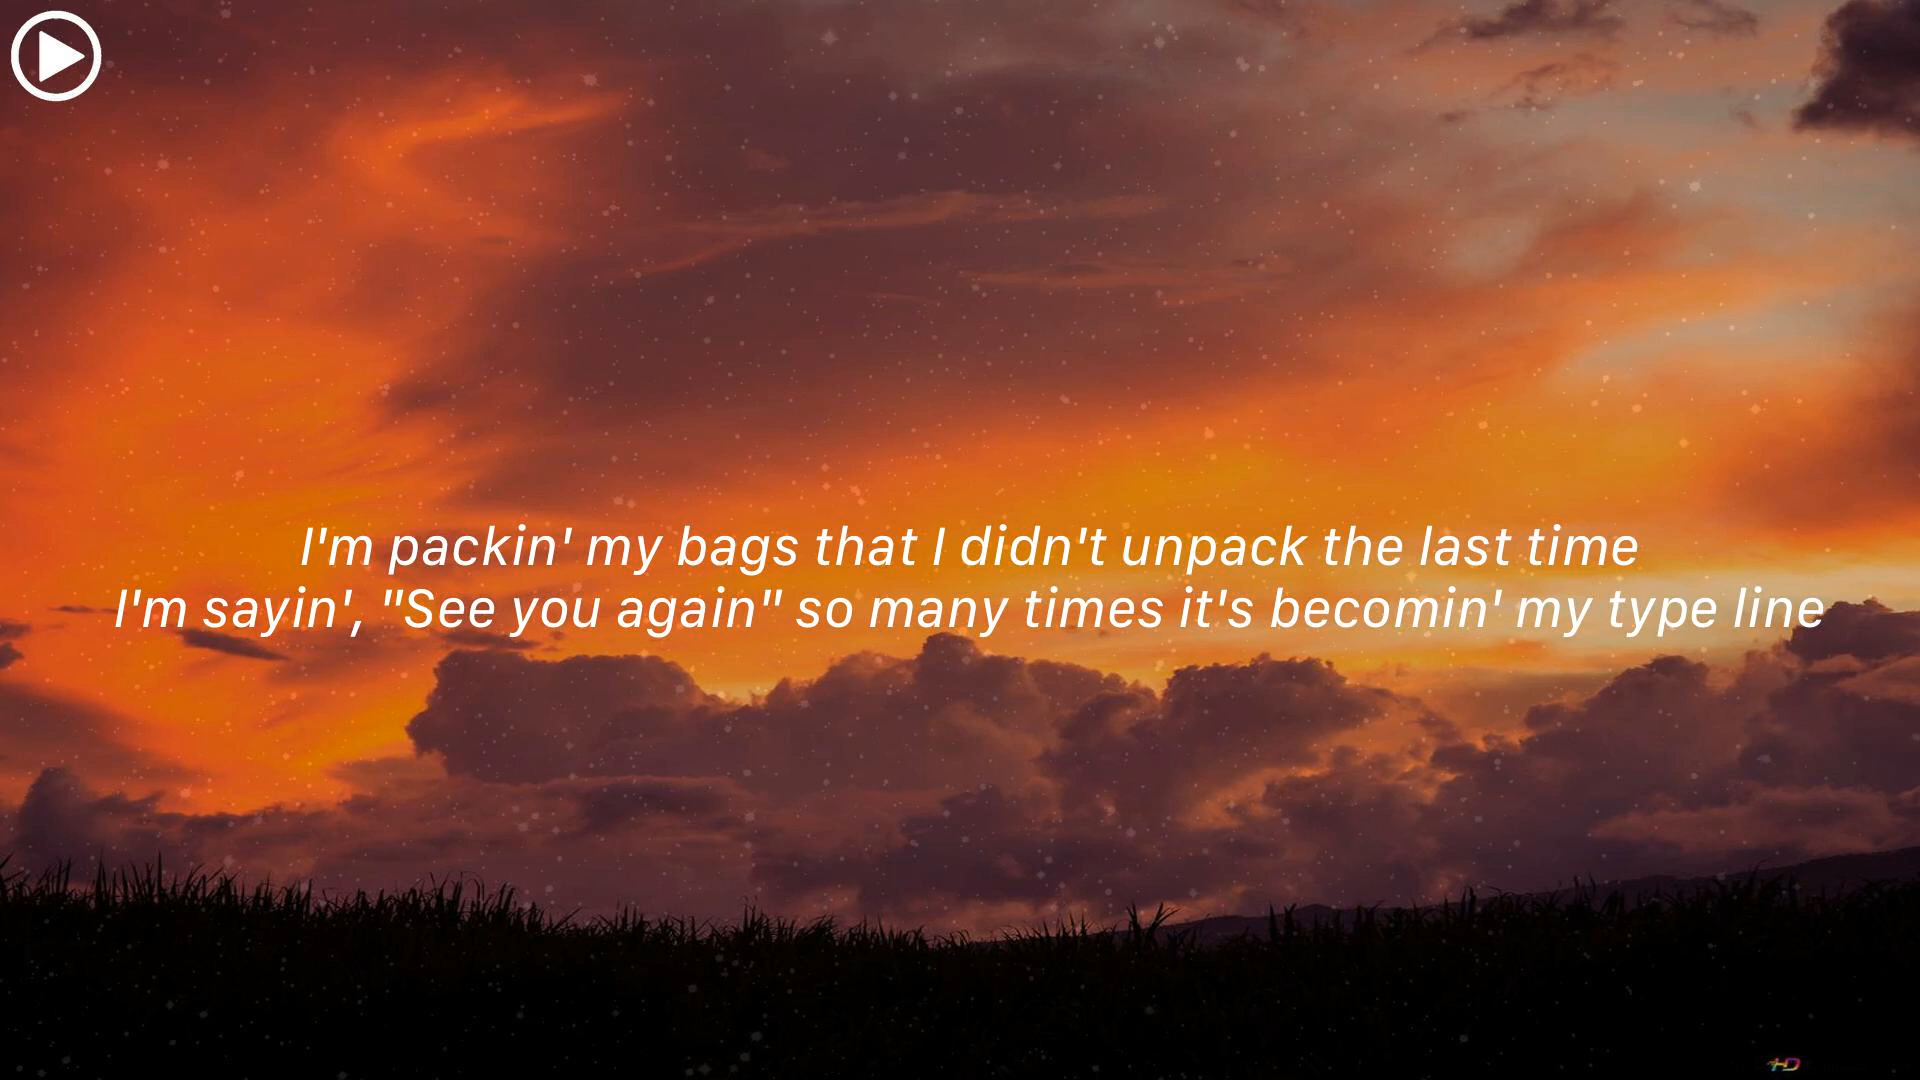 I'm packin' my bags that I didn't unpack the last time
I'm sayin', "See you again" so many times it's becomin' my type line
HD